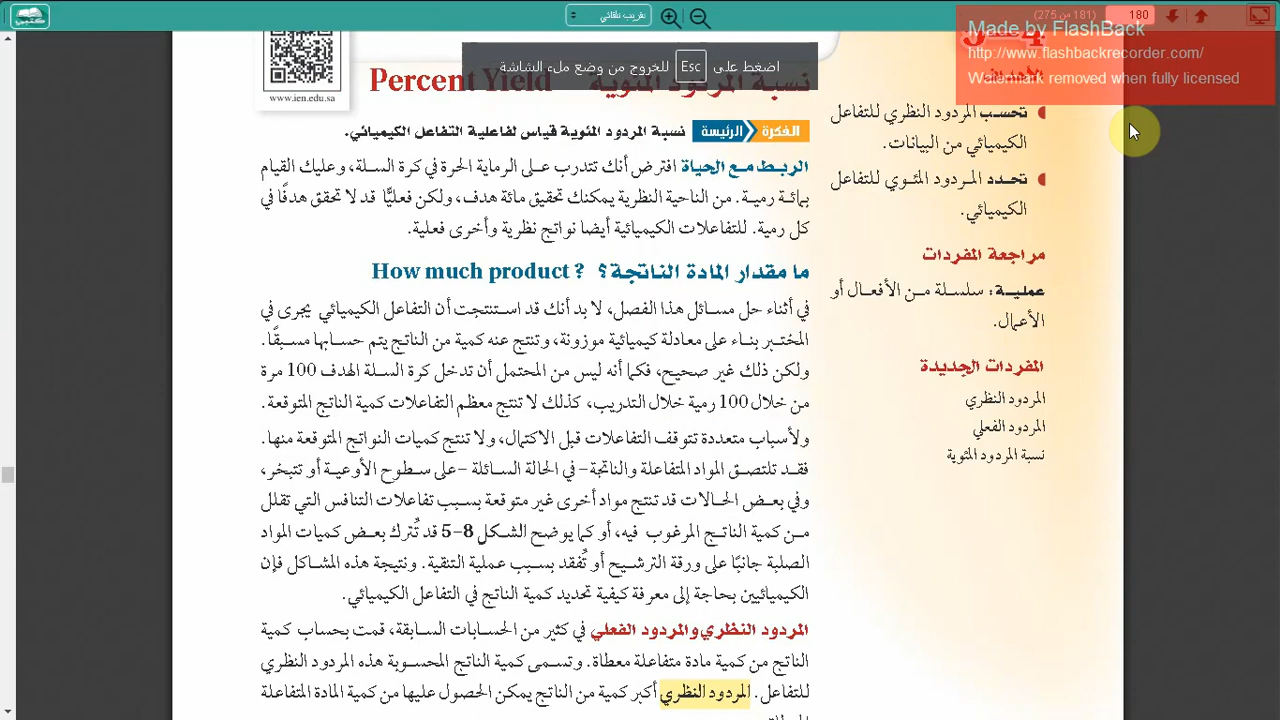 كتبي
تقريب تلقائي
180
(181 من 275)
Made by FlashBack
http://www.flashbackrecorder.com/
Watermark removed when fully licensed
اضغط على Esc للخروج من وضع ملء الشاشة
www.ien.edu.sa
نسبة المردود المئوية Percent Yield
الفكرة الرئيسة نسبة المردود المئوية قياس لفاعلية التفاعل الكيميائي.
الربط مع الحياة افترض أنك تتدرب على الرماية الحرة في كرة السلة، وعليك القيام
بمائة رمية. من الناحية النظرية يمكنك تحقيق مائة هدف، ولكن فعليًّا قد لا تحقق هدفًا في
كل رمية. للتفاعلات الكيميائية أيضا نواتج نظرية وأخرى فعلية.
ما مقدار المادة الناتجة؟ How much product ?
في أثناء حل مسائل هذا الفصل، لا بد أنك قد استنتجت أن التفاعل الكيميائي يجرى في
المختبر بناء على معادلة كيميائية موزونة، وتنتج عنه كمية من الناتج يتم حسابها مسبقًا.
ولكن ذلك غير صحيح، فكما أنه ليس من المحتمل أن تدخل كرة السلة الهدف 100 مرة
من خلال 100 رمية خلال التدريب، كذلك لا تنتج معظم التفاعلات كمية الناتج المتوقعة.
ولأسباب متعددة تتوقف التفاعلات قبل الاكتمال، ولا تنتج كميات النواتج المتوقعة منها.
فقد تلتصق المواد المتفاعلة والناتجة- في الحالة السائلة -على سطوح الأوعية أو تتبخر،
وفي بعض الحالات قد تنتج مواد أخرى غير متوقعة بسبب تفاعلات التنافس التي تقلل
من كمية الناتج المرغوب فيه، أو كما يوضح الشكل 8-5 قد تُترك بعض كميات المواد
الصلبة جانبًا على ورقة الترشيح أو تُفقد بسبب عملية التنقية. ونتيجة هذه المشاكل فإن
الكيميائيين بحاجة إلى معرفة كيفية تحديد كمية الناتج في التفاعل الكيميائي.
المردود النظري والمردود الفعلي في كثير من الحسابات السابقة، قمت بحساب كمية
الناتج من كمية مادة متفاعلة معطاة. وتسمى كمية الناتج المحسوبة هذه المردود النظري
للتفاعل. المردود النظري أكبر كمية من الناتج يمكن الحصول عليها من كمية المادة المتفاعلة
تحسب المردود النظري للتفاعل
الكيميائي من البيانات.
تحدد المردود المئوي للتفاعل
الكيميائي.
مراجعة المفردات
عملية: سلسلة من الأفعال أو
الأعمال.
المفردات الجديدة
المردود النظري
المردود الفعلي
نسبة المردود المئوية